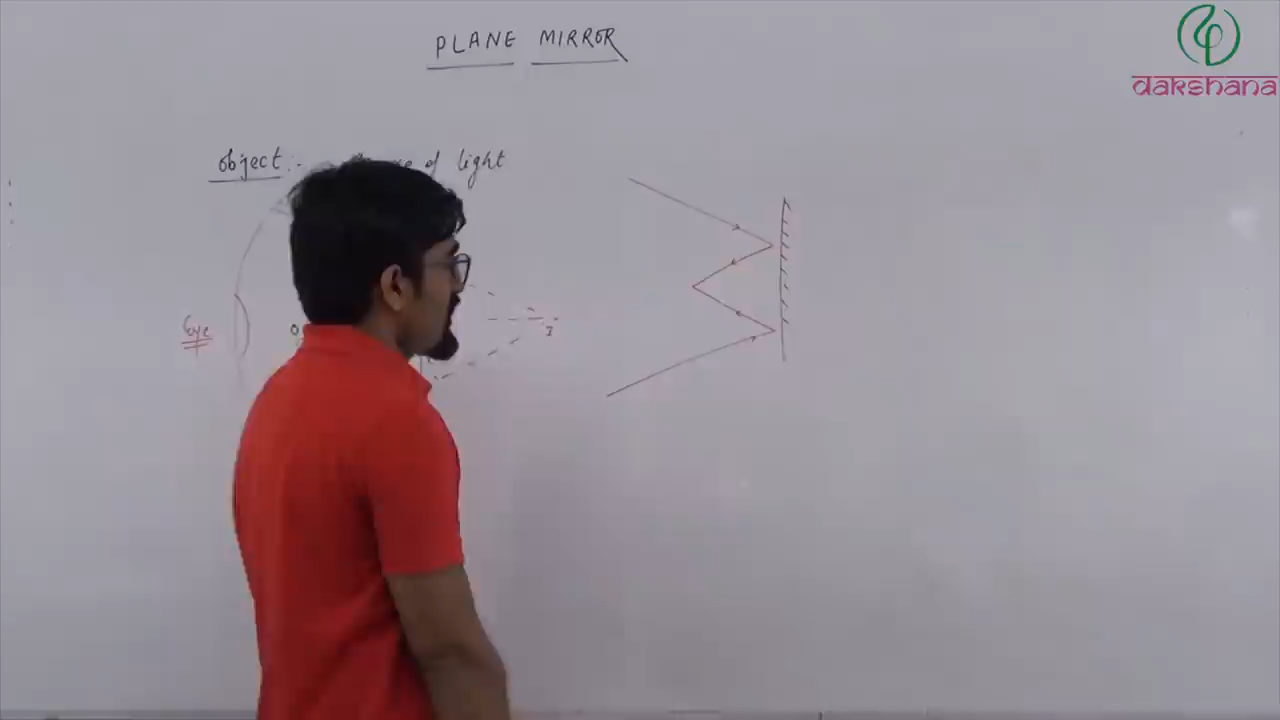 PLANE MIRROR
dakshana
object :- of light
Eye
I